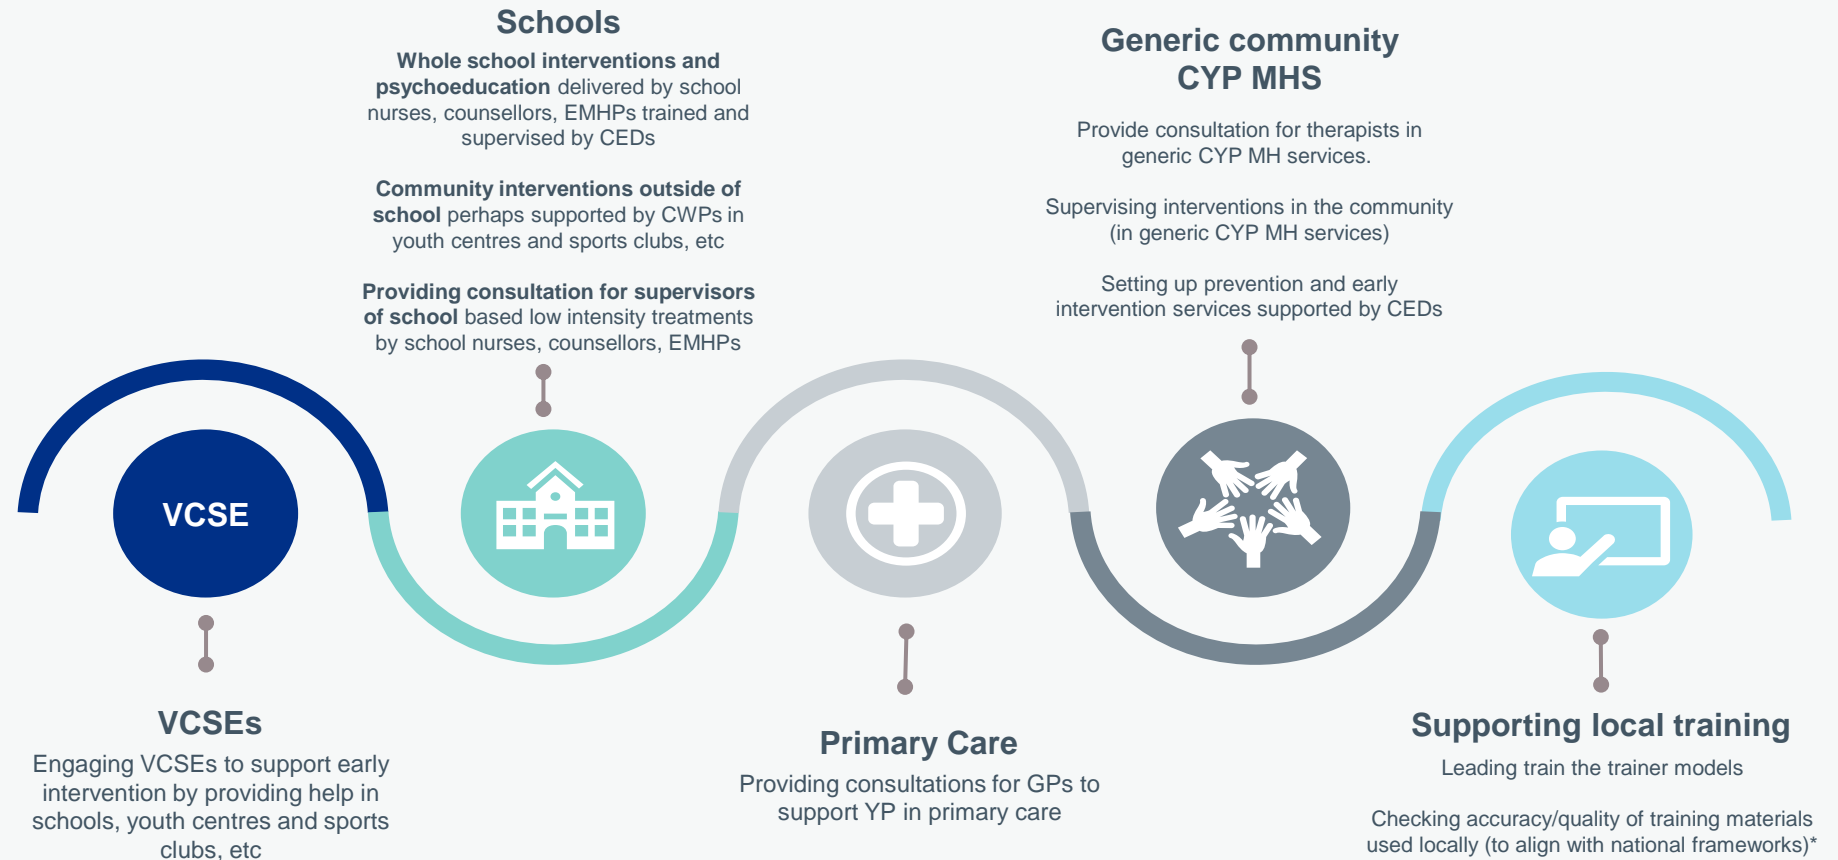 Schools
Whole school interventions and
psychoeducation delivered by school
nurses, counsellors, EMHPs trained and
supervised by CEDs
Community interventions outside of
school perhaps supported by CWPs in
youth centres and sports clubs, etc
Providing consultation for supervisors
of school based low intensity treatments
by school nurses, counsellors, EMHPs
Generic community
CYP MHS
Provide consultation for therapists in
generic CYP MH services.
Supervising interventions in the community
(in generic CYP MH services)
Setting up prevention and early
intervention services supported by CEDs
VCSE
VCSEs
Engaging VCSEs to support early
intervention by providing help in
schools, youth centres and sports
clubs, etc
Primary Care
Providing consultations for GPs to
support YP in primary care
Supporting local training
Leading train the trainer models
Checking accuracy/quality of training materials
used locally (to align with national frameworks)*